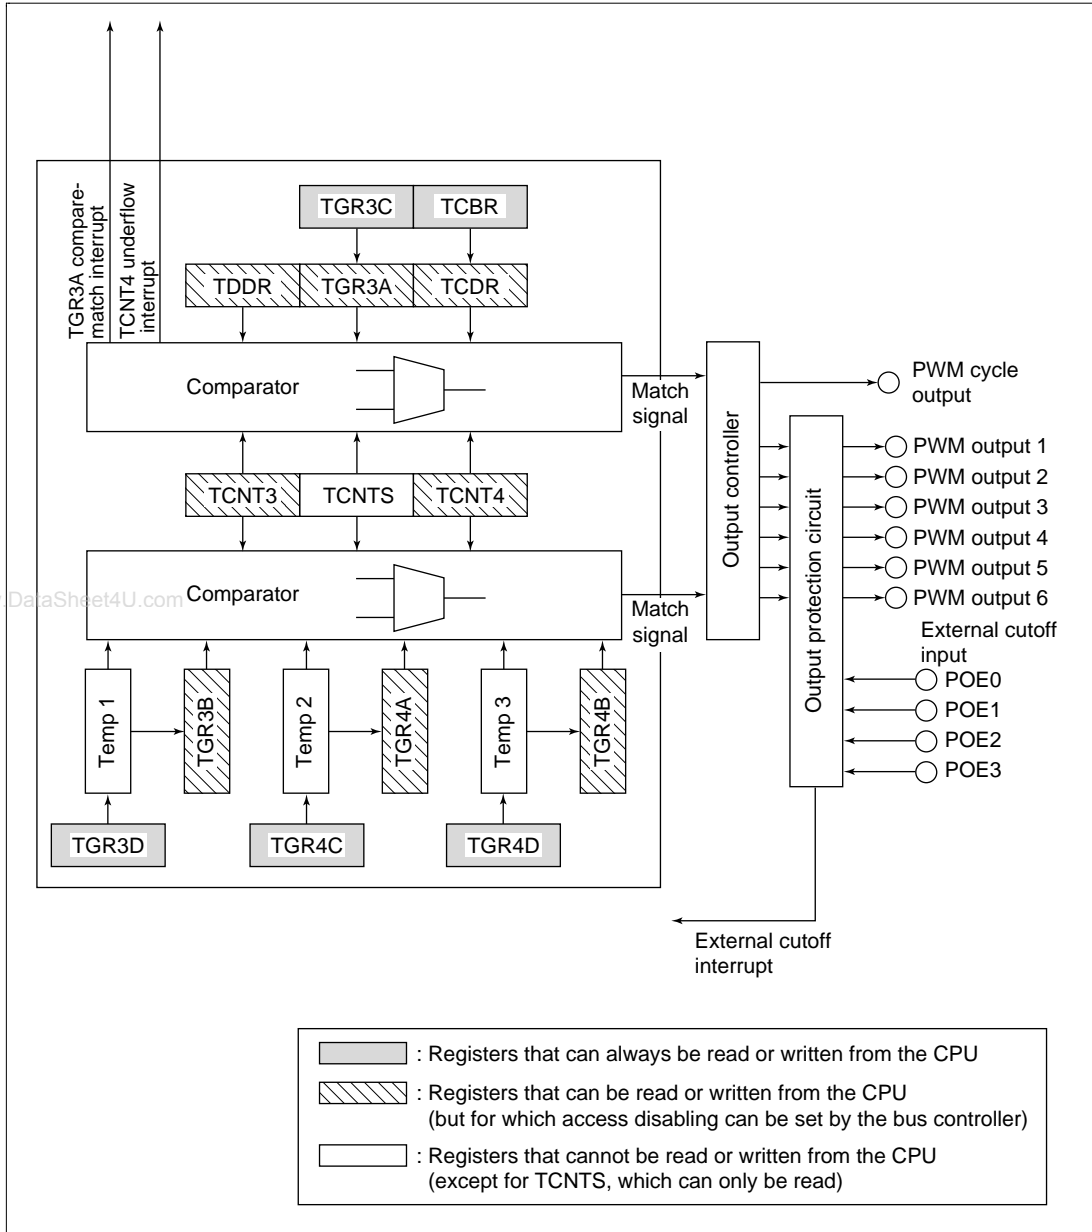 TGR3A compare-
match interrupt
TCNT4 underflow
interrupt
TGR3C
TCBR
TDDR
TGR3A
TCDR
Comparator
Match
signal
PWM cycle
output
Output controller
Output protection circuit
PWM output 1
PWM output 2
PWM output 3
PWM output 4
PWM output 5
PWM output 6
TCNT3
TCNTS
TCNT4
Comparator
Match
signal
.DataSheet4U.com
External cutoff
input
POE0
POE1
POE2
POE3
Temp 1
TGR3B
Temp 2
TGR4A
Temp 3
TGR4B
TGR3D
TGR4C
TGR4D
External cutoff
interrupt
: Registers that can always be read or written from the CPU
: Registers that can be read or written from the CPU
(but for which access disabling can be set by the bus controller)
: Registers that cannot be read or written from the CPU
(except for TCNTS, which can only be read)